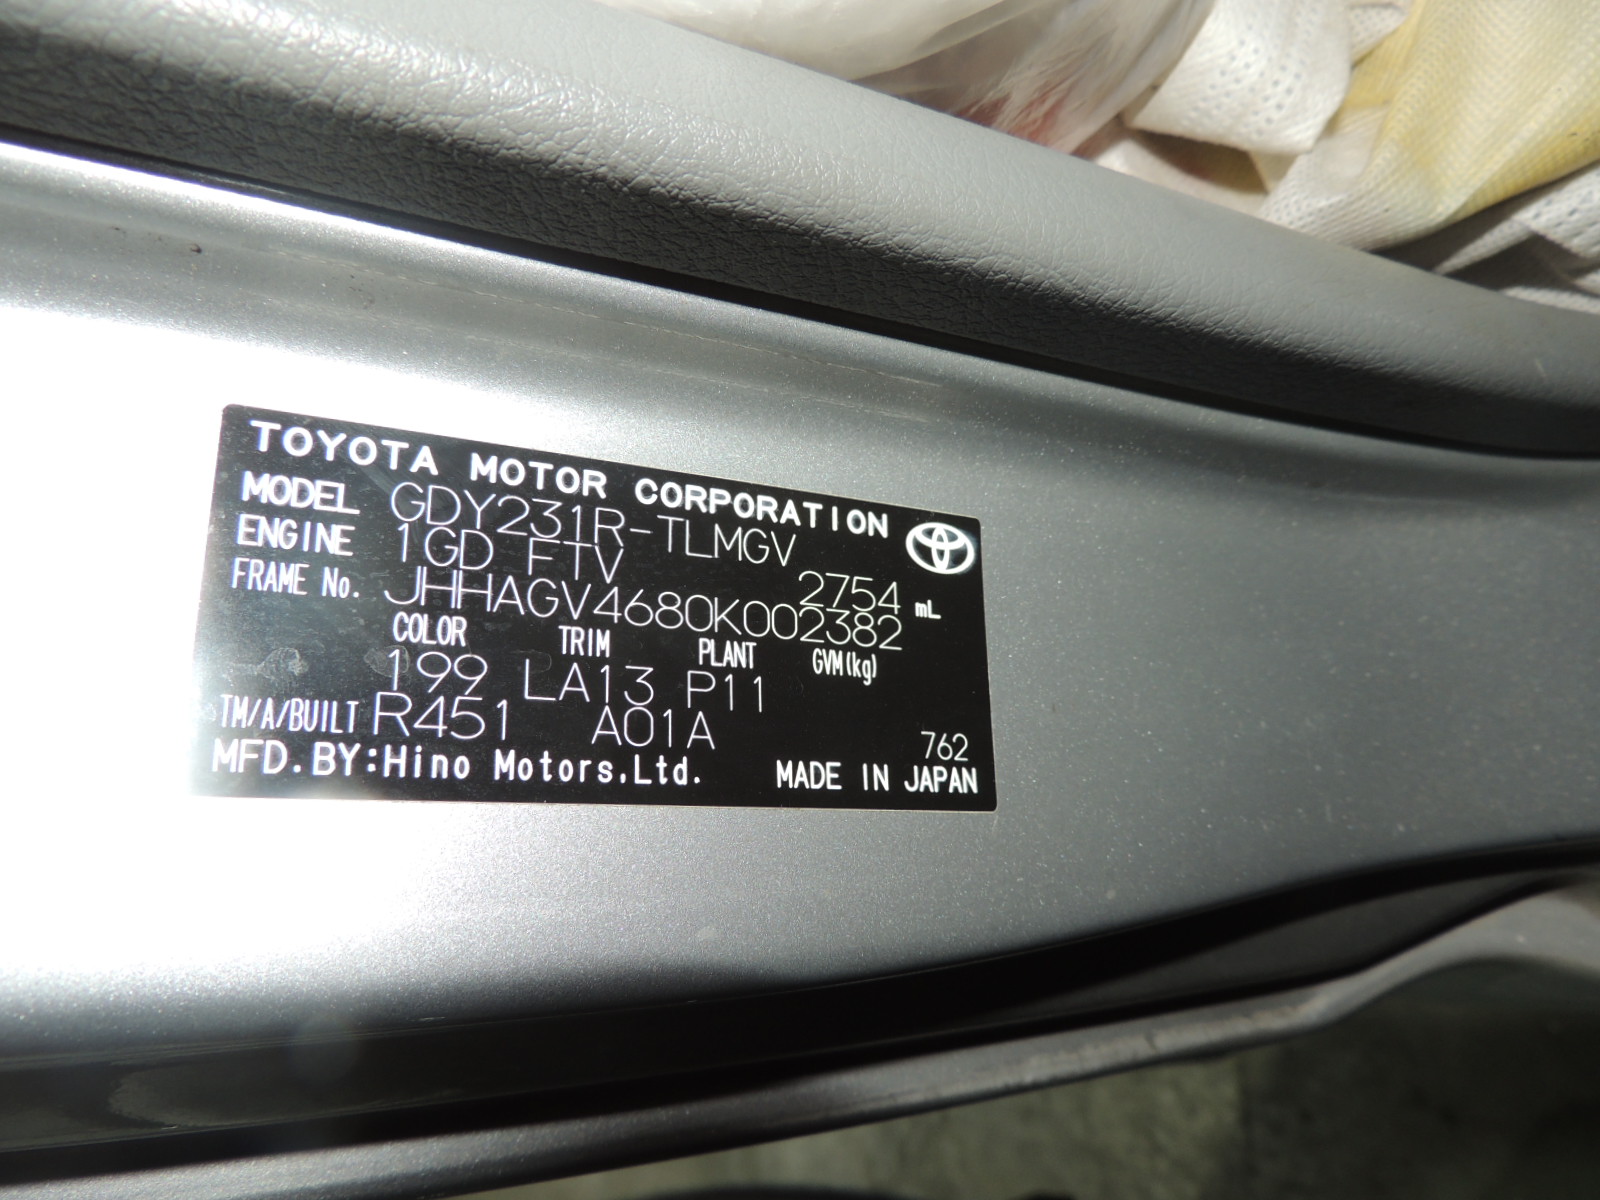 TOYOTA MOTOR CORPORATION
MODEL GDY231R-TLMGV
ENGINE 1GD FTV 2754 mL
FRAME No. JHHAGV4680K002382
COLOR TRIM PLANT GVM(kg)
199 LA13 P11
TM/A/BUILT R451 A01A 762
MFD.BY:Hino Motors,Ltd. MADE IN JAPAN